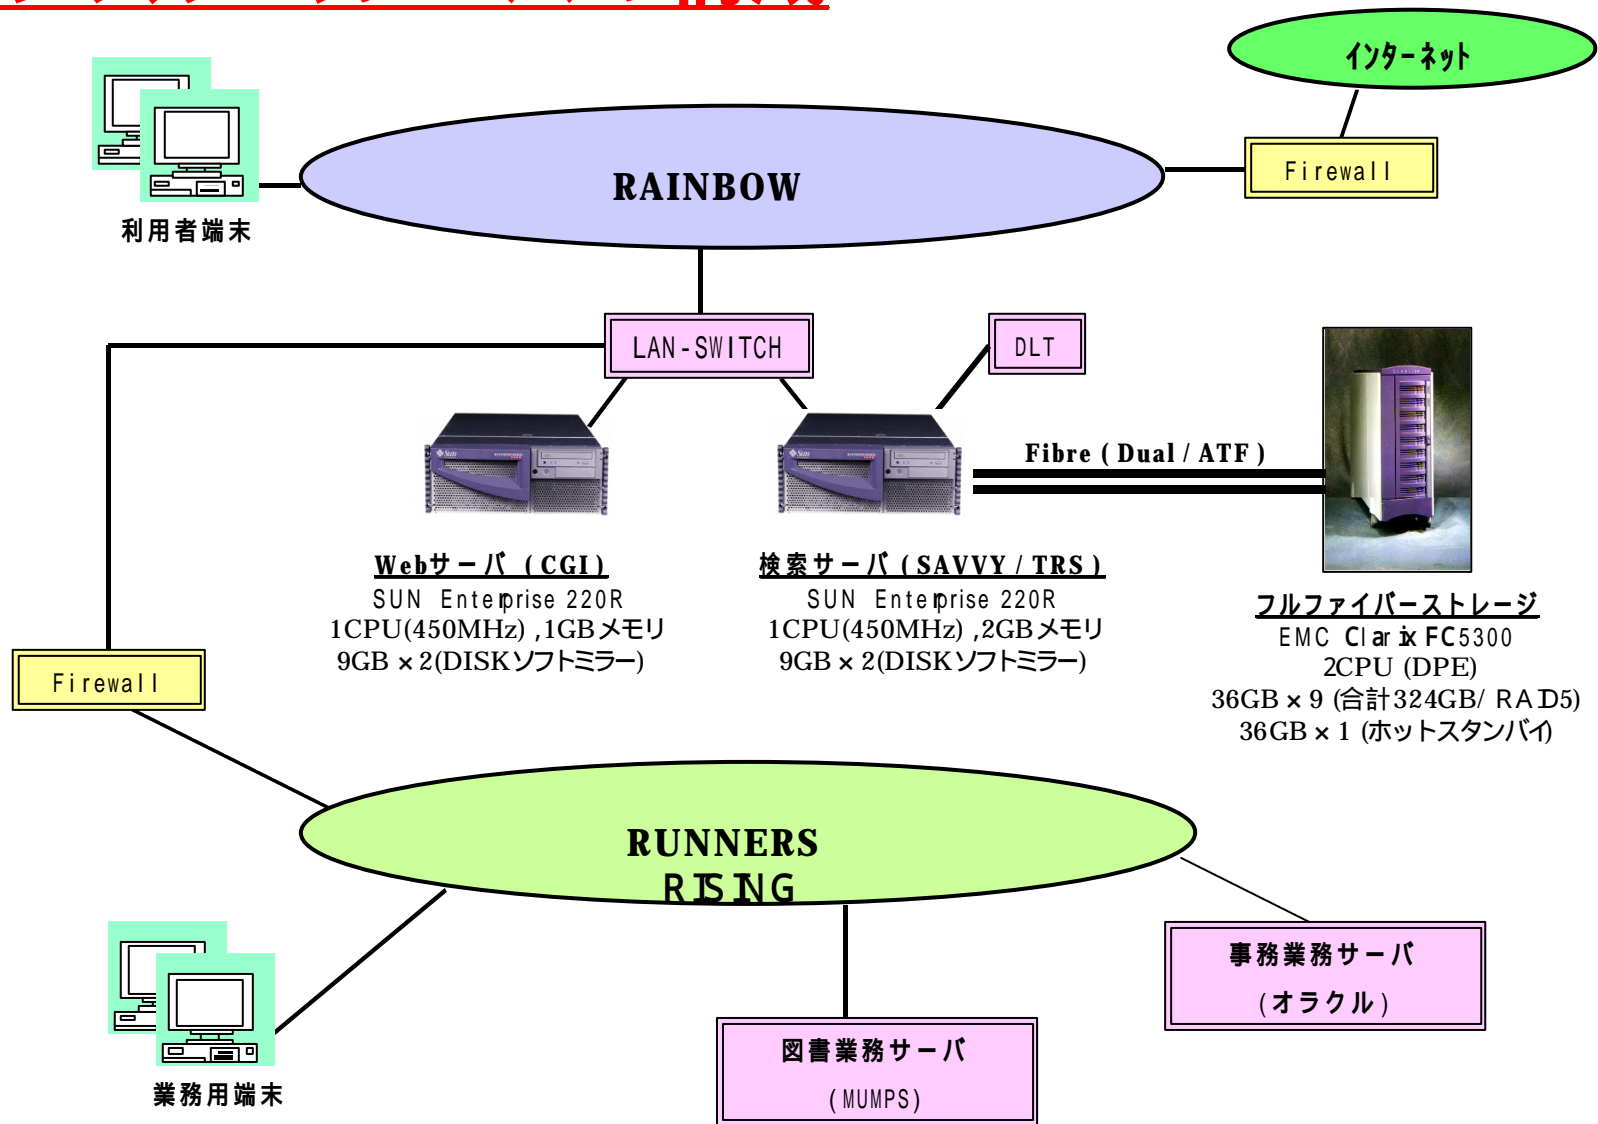 インターネット
Firewall
RAINBOW
利用者端末
LAN-SWITCH
DLT
Sun
Sun
Fibre (Dual / ATF)
Webサーバ (CGI)
SUN Enterprise 220R
1CPU(450MHz) ,1GBメモリ
9GB × 2(DISKソフトミラー)
検索サーバ (SAVVY / TRS)
SUN Enterprise 220R
1CPU(450MHz) ,2GBメモリ
9GB × 2(DISKソフトミラー)
フルファイバーストレージ
EMC Clarix FC5300
2CPU (DPE)
36GB × 9 (合計324GB/ RAID5)
36GB × 1 (ホットスタンバイ)
Firewall
RUNNERS
RISING
業務用端末
事務業務サーバ
(オラクル)
図書業務サーバ
(MUMPS)